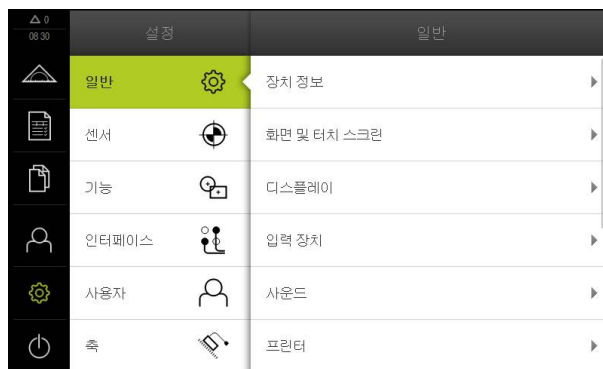 0
08 30
설정
일반
일반
센서
기능
인터페이스
사용자
축
장치 정보
화면 및 터치 스크린
디스플레이
입력 장치
사운드
프린터